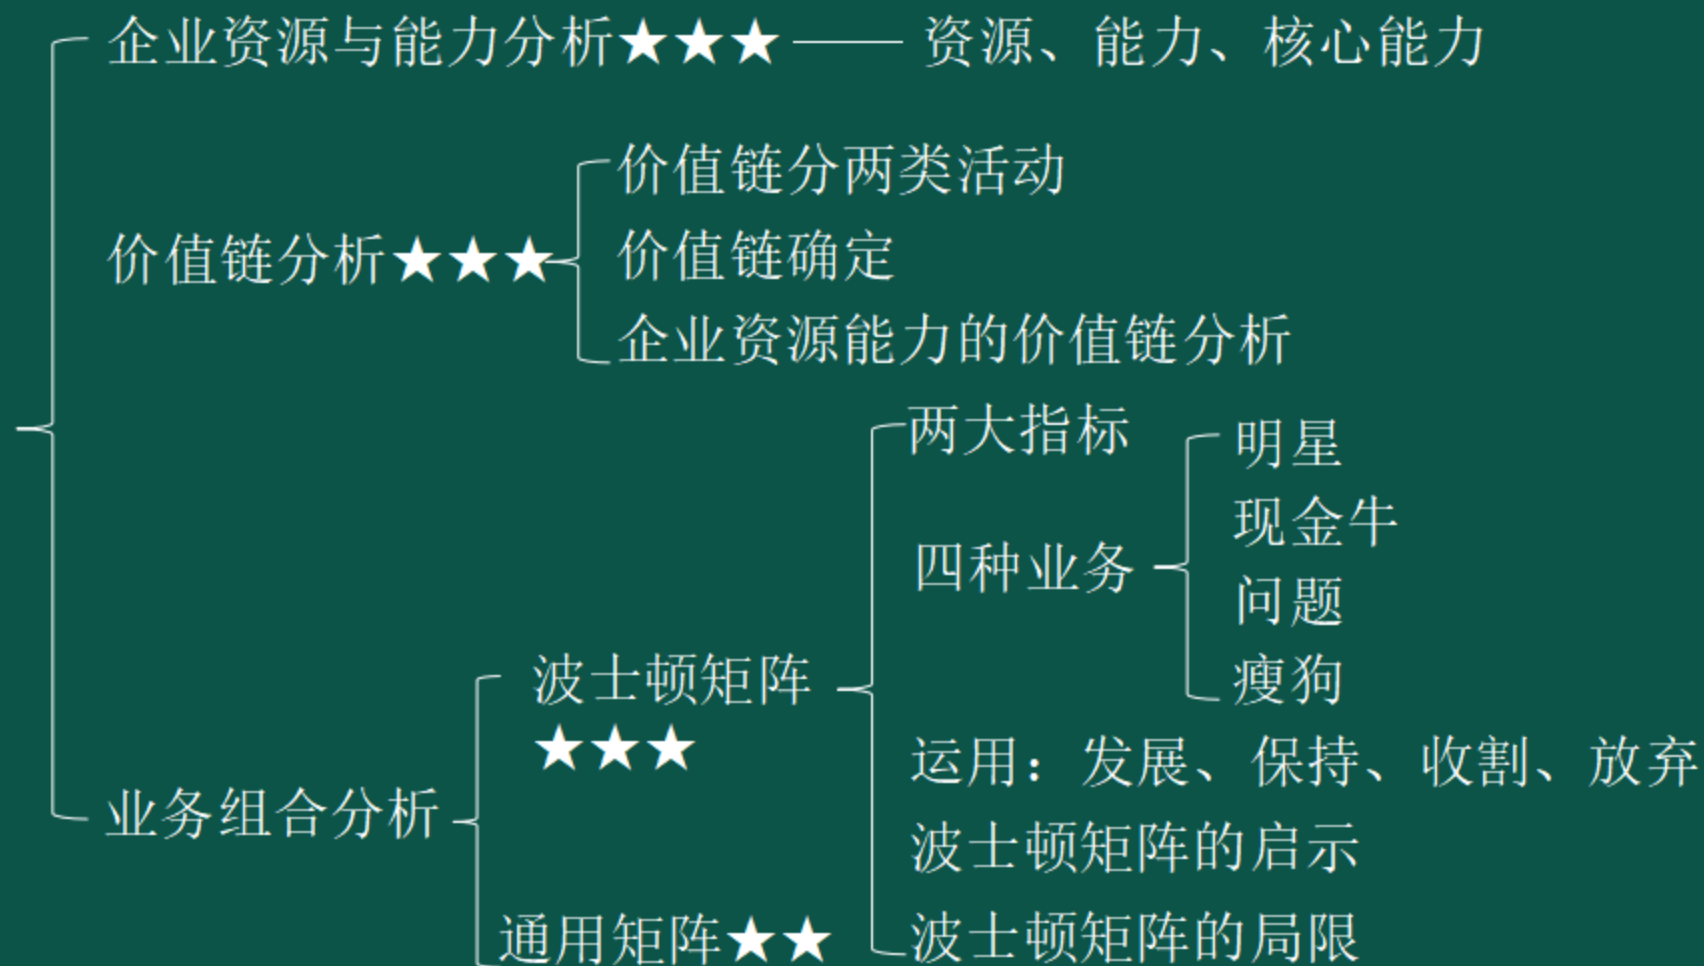 企业资源与能力分析★★★
资源、能力、核心能力
价值链分析★★★
价值链分两类活动
价值链确定
企业资源能力的价值链分析
业务组合分析
波士顿矩阵
★★★
两大指标
四种业务
明星
现金牛
问题
瘦狗
运用：发展、保持、收割、放弃
波士顿矩阵的启示
波士顿矩阵的局限
通用矩阵★★